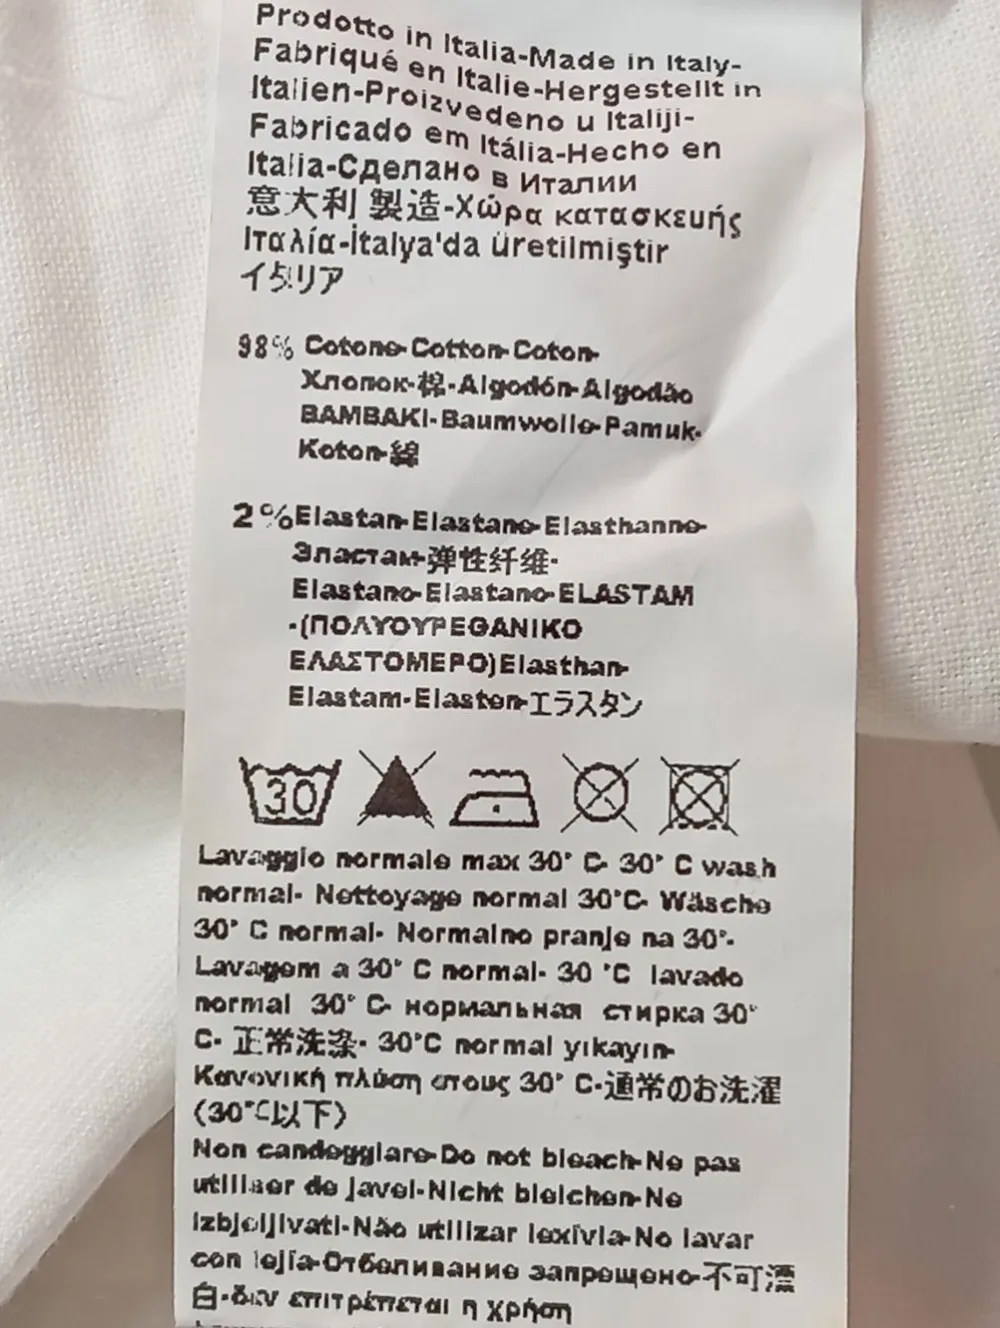 Prodotto in Italia-Made in Italy-
Fabriqué en Italie-Hergestellt in
Italien-Proizvedeno u Italiji-
Fabricado em Itália-Hecho en
Italia-Сделано в Италии
意大利 製造-Χώρα κατασκευής
Ιταλία-İtalya'da üretilmiştir
イタリア
98% Cotone-Cotton-Coton-
Хлопок-棉-Algodón-Algodão
BAMBAKI-Baumwolle-Pamuk-
Koton-綿
2%Elastan-Elastane-Elasthanne-
Эластам-弹性纤维-
Elastano-Elastano-ELASTAM
-(ΠΟΛΥΟΥΡΕΘΑΝΙΚΟ
ΕΛΑΣΤΟΜΕΡΟ)Elasthan-
Elastam-Elasten-エラスタン
30
Lavaggio normale max 30° C- 30° C wash
normal- Nettoyage normal 30°C- Wäsche
30° C normal- Normalno pranje na 30°-
Lavagem a 30° C normal- 30 °C lavado
normal 30° C- нормальная стирка 30°
C- 正常洗涤- 30°C normal yıkayın-
Κανονική πλύση στους 30° C-通常のお洗濯
(30℃以下)
Non candeggiare-Do not bleach-Ne pas
utiliser de javel-Nicht bleichen-Ne
izbjeljivati-Não utilizar lexívia-No lavar
con lejía-Отбеливание запрещено-不可漂
白-δεν επιτρέπεται η χρήση